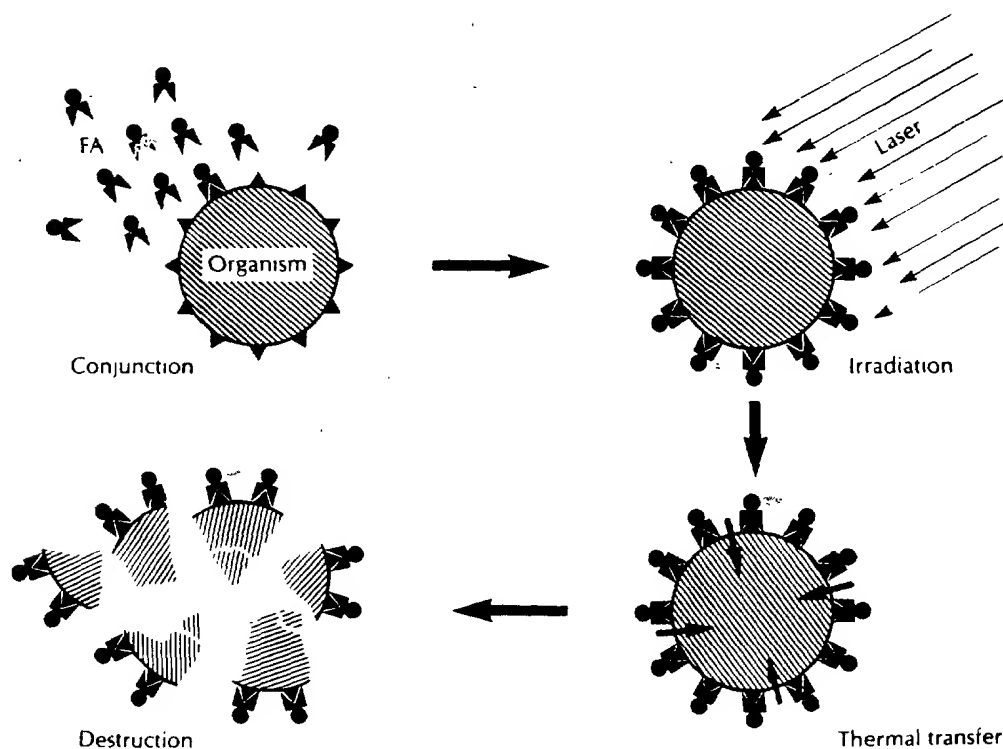 FA
Organism
Conjunction
Laser
Irradiation
Thermal transfer
Destruction